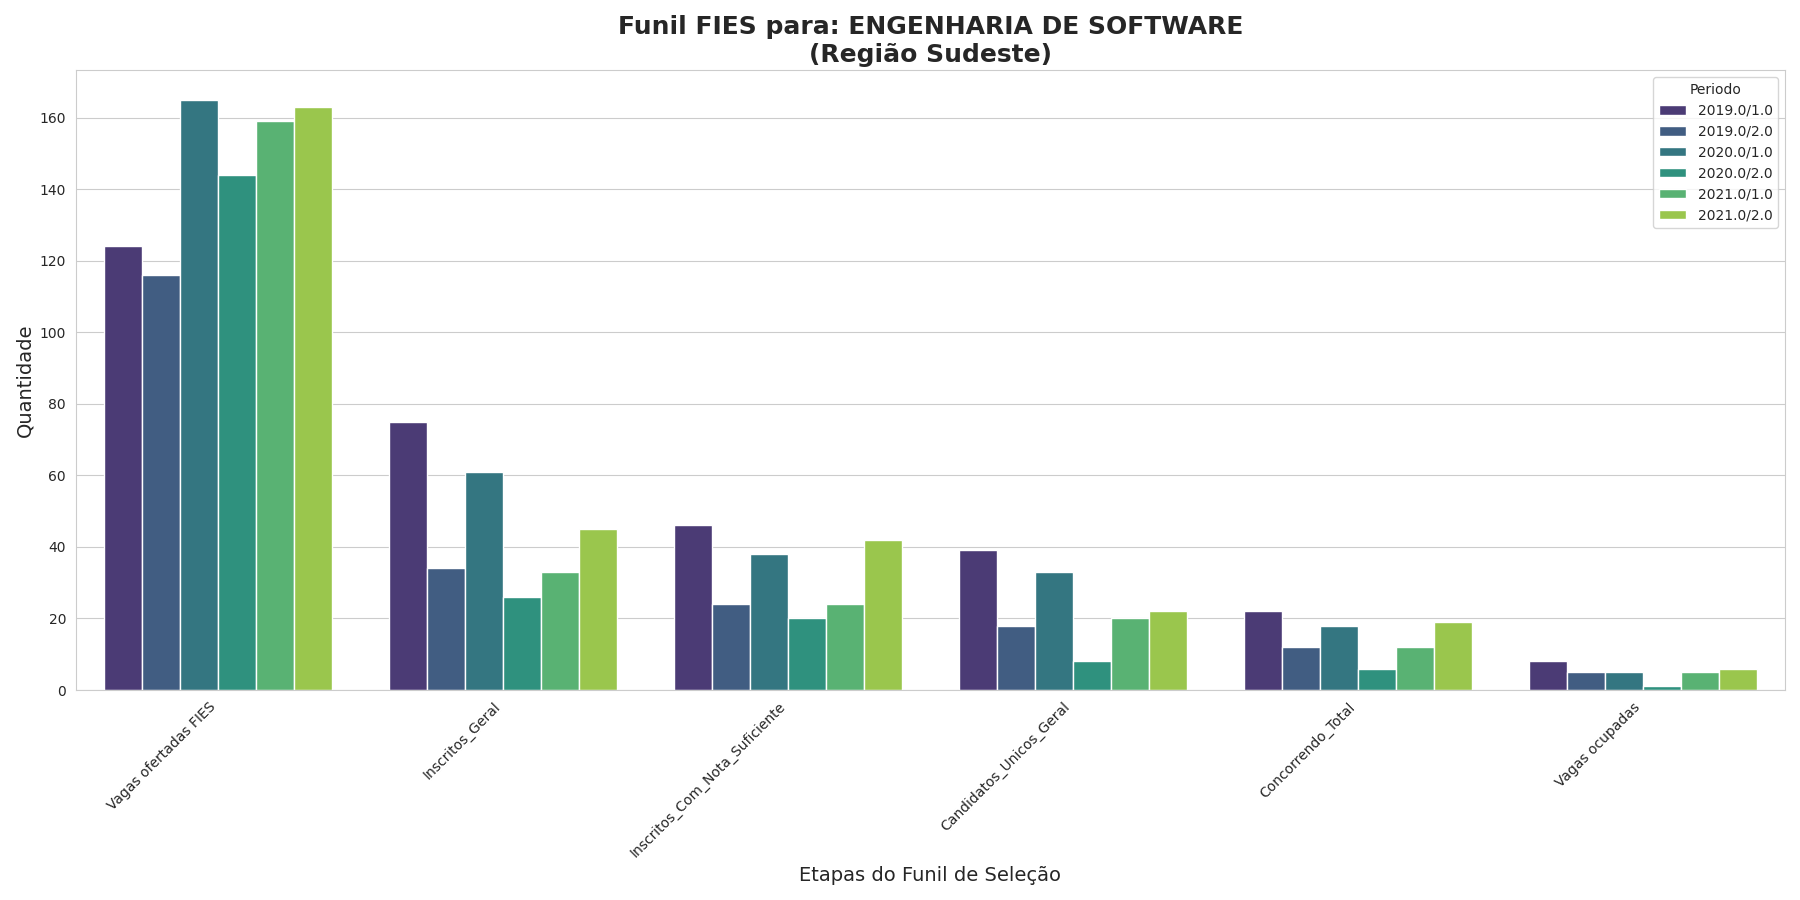 Funil FIES para: ENGENHARIA DE SOFTWARE
(Região Sudeste)
Periodo
2019.0/1.0
2019.0/2.0
2020.0/1.0
2020.0/2.0
2021.0/1.0
2021.0/2.0
Quantidade
160
140
120
100
80
60
40
20
0
Vagas ofertadas FIES
Inscritos_Geral
Inscritos_Com_Nota_Suficiente
Candidatos_Unicos_Geral
Concorrendo_Total
Vagas ocupadas
Etapas do Funil de Seleção